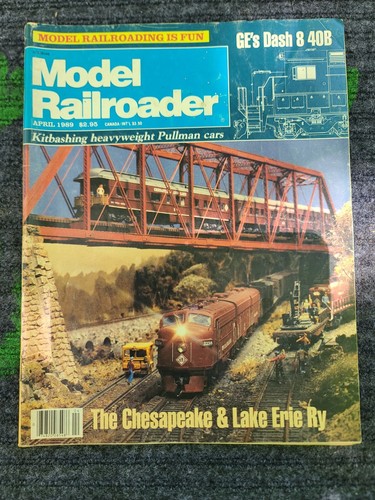 MODEL RAILROADING IS FUN
GE's Dash 8 40B
Model
Railroader
APRIL 1989 $2.95 CANADA
Kitbashing heavyweight Pullman cars
The Chesapeake & Lake Erie Ry